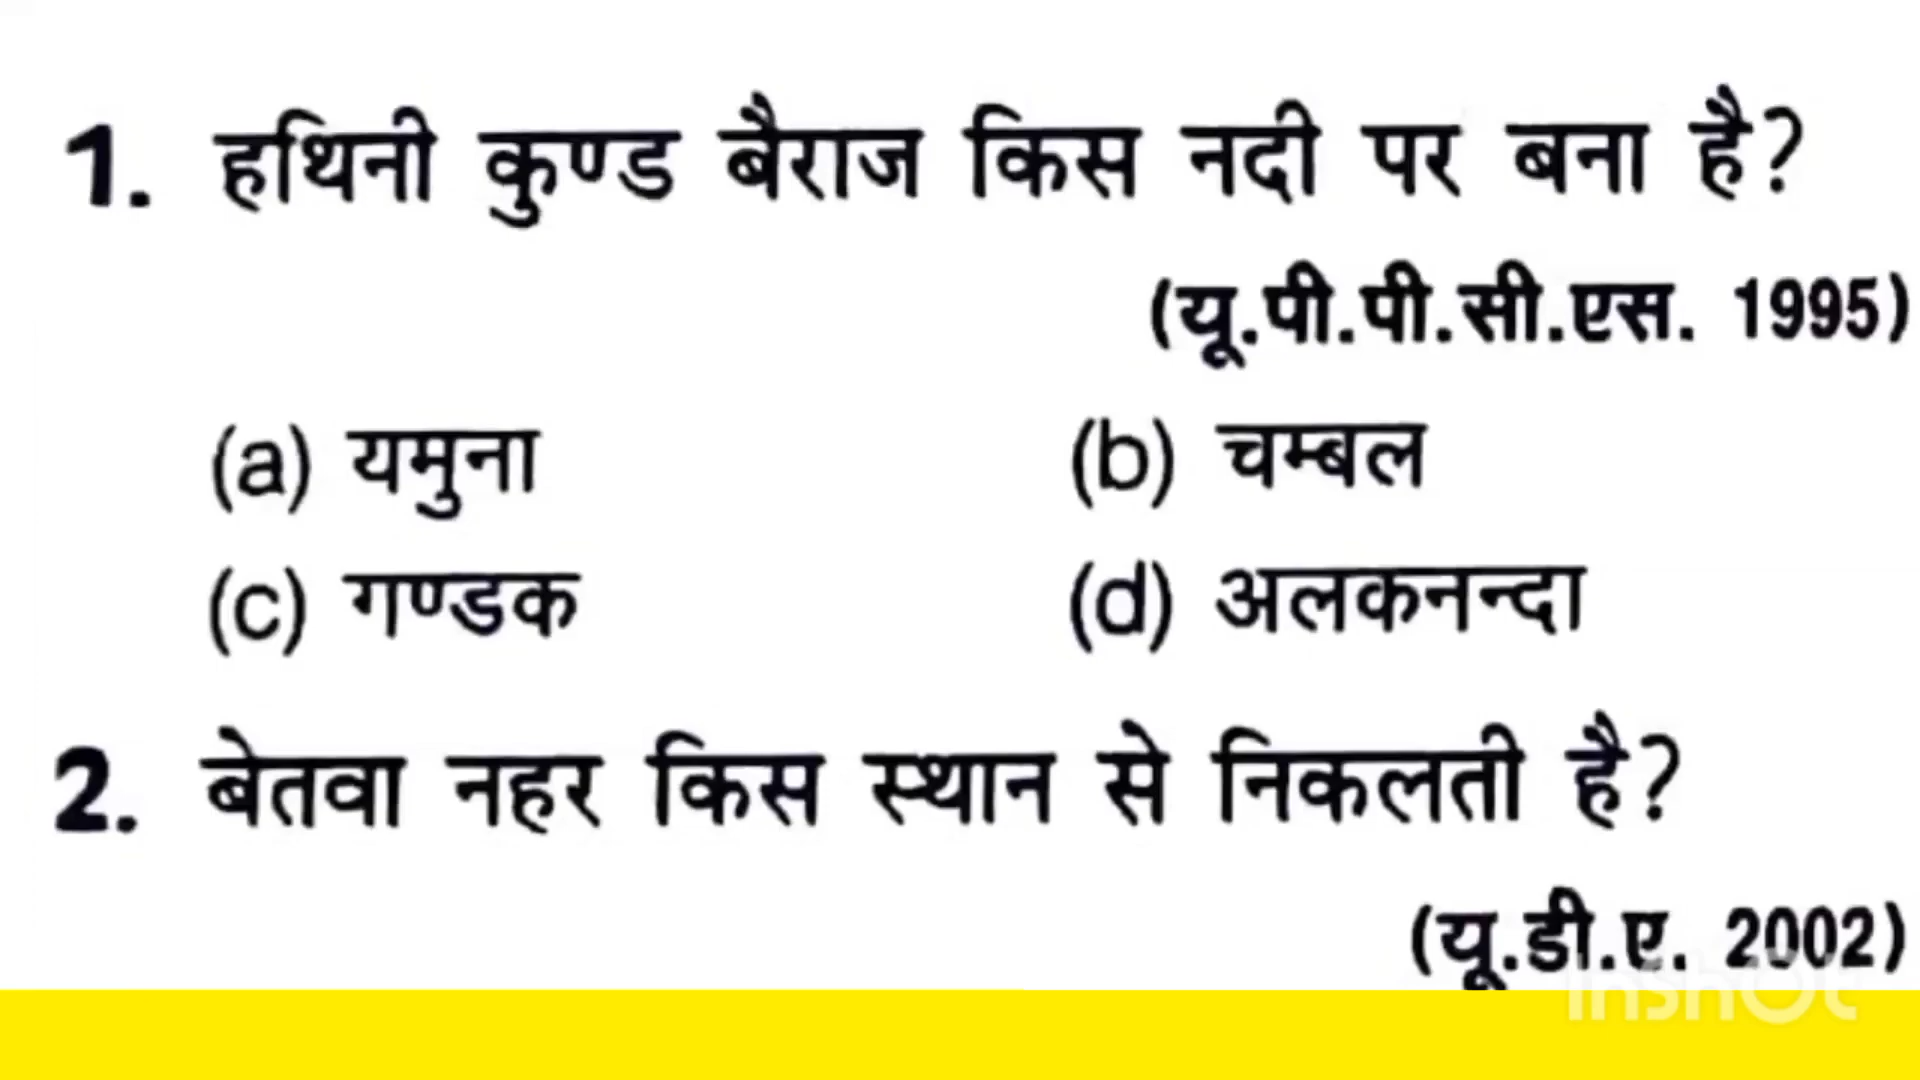 1. हथिनी कुण्ड बैराज किस नदी पर बना है?
(यू.पी.पी.सी.एस. 1995)
(a) यमुना (b) चम्बल
(c) गण्डक (d) अलकनन्दा
2. बेतवा नहर किस स्थान से निकलती है?
(यू.डी.ए. 2002)
InShOt